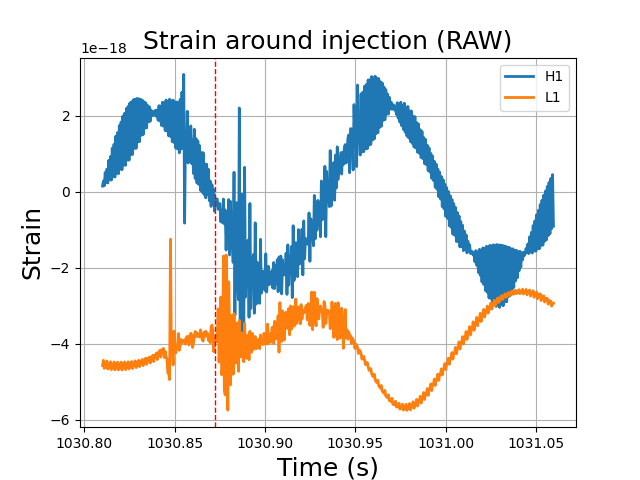 Strain around injection (RAW)
1e−18
H1
L1
2
0
−2
−4
−6
Strain
1030.80 1030.85 1030.90 1030.95 1031.00 1031.05
Time (s)